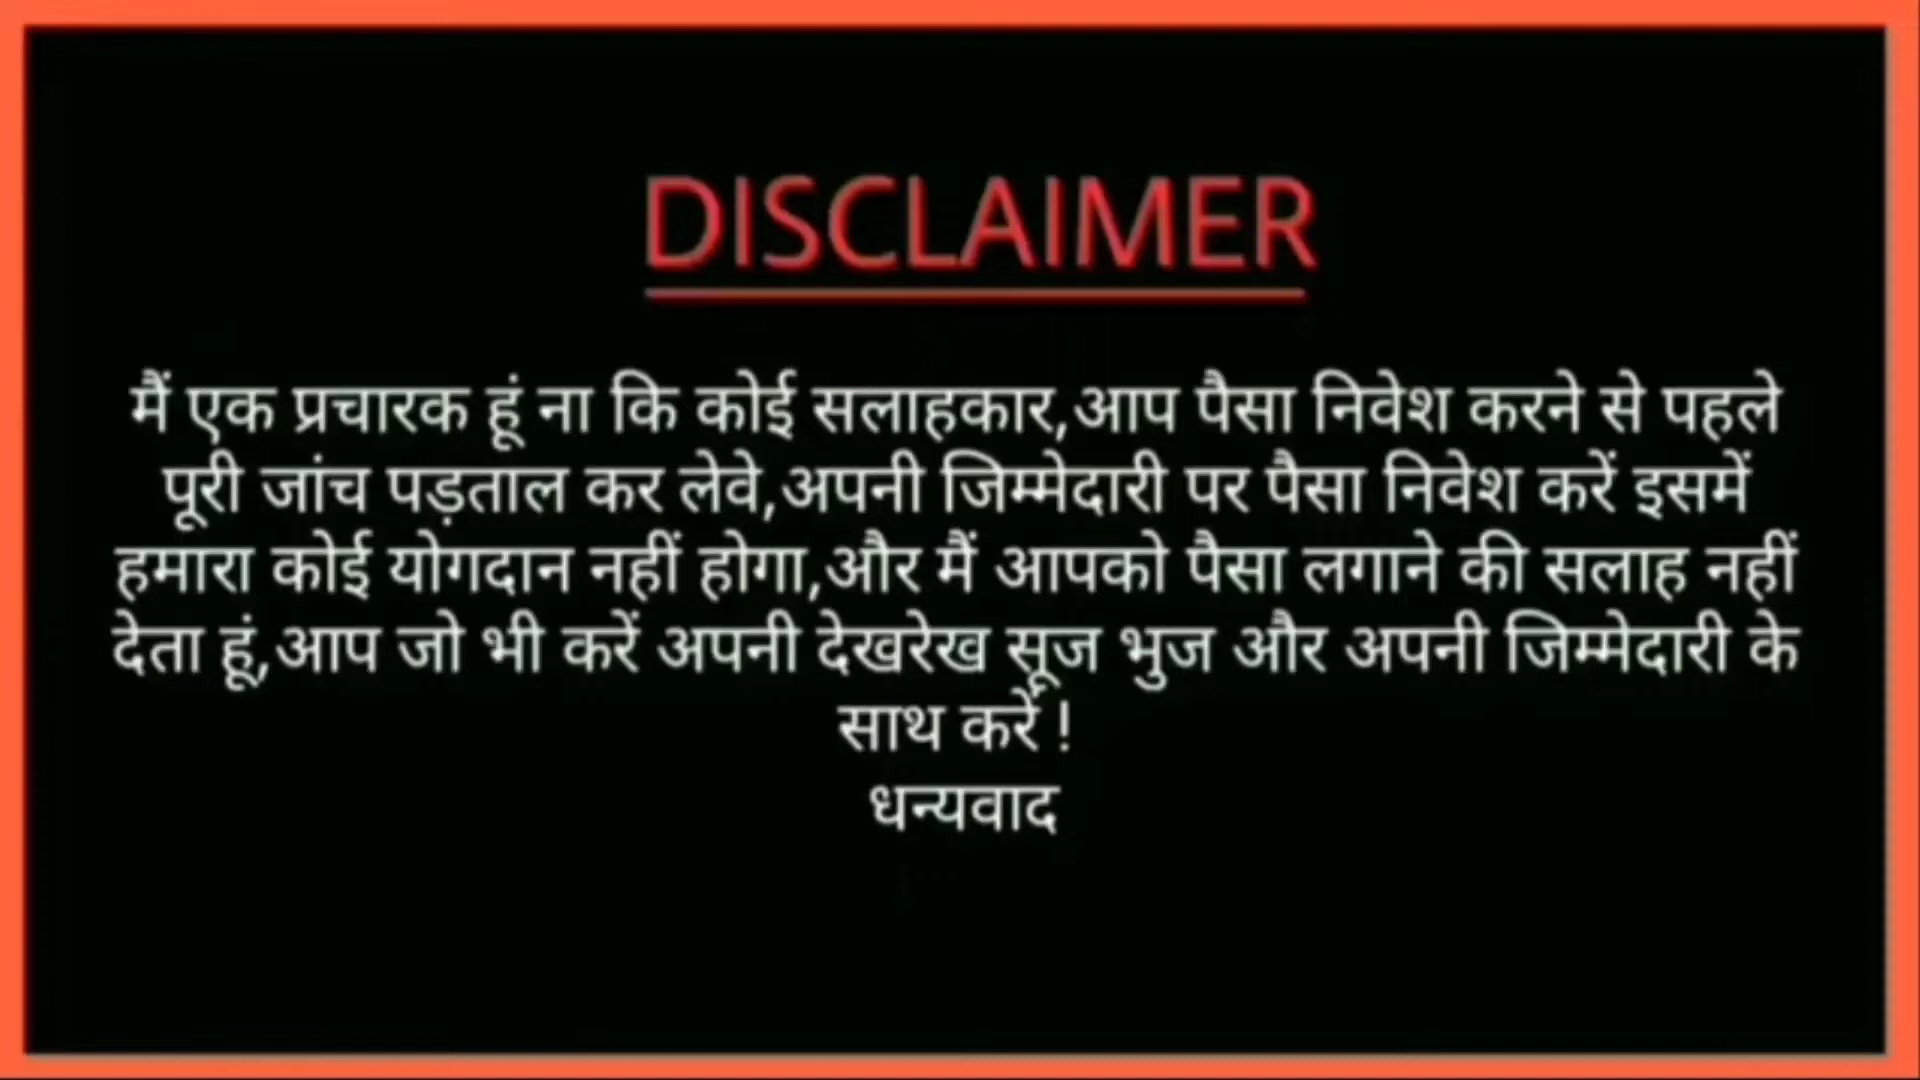 DISCLAIMER
मैं एक प्रचारक हूं ना कि कोई सलाहकार,आप पैसा निवेश करने से पहले
पूरी जांच पड़ताल कर लेवे,अपनी जिम्मेदारी पर पैसा निवेश करें इसमें
हमारा कोई योगदान नहीं होगा,और मैं आपको पैसा लगाने की सलाह नहीं
देता हूं,आप जो भी करें अपनी देखरेख सूज भुज और अपनी जिम्मेदारी के
साथ करें !
धन्यवाद